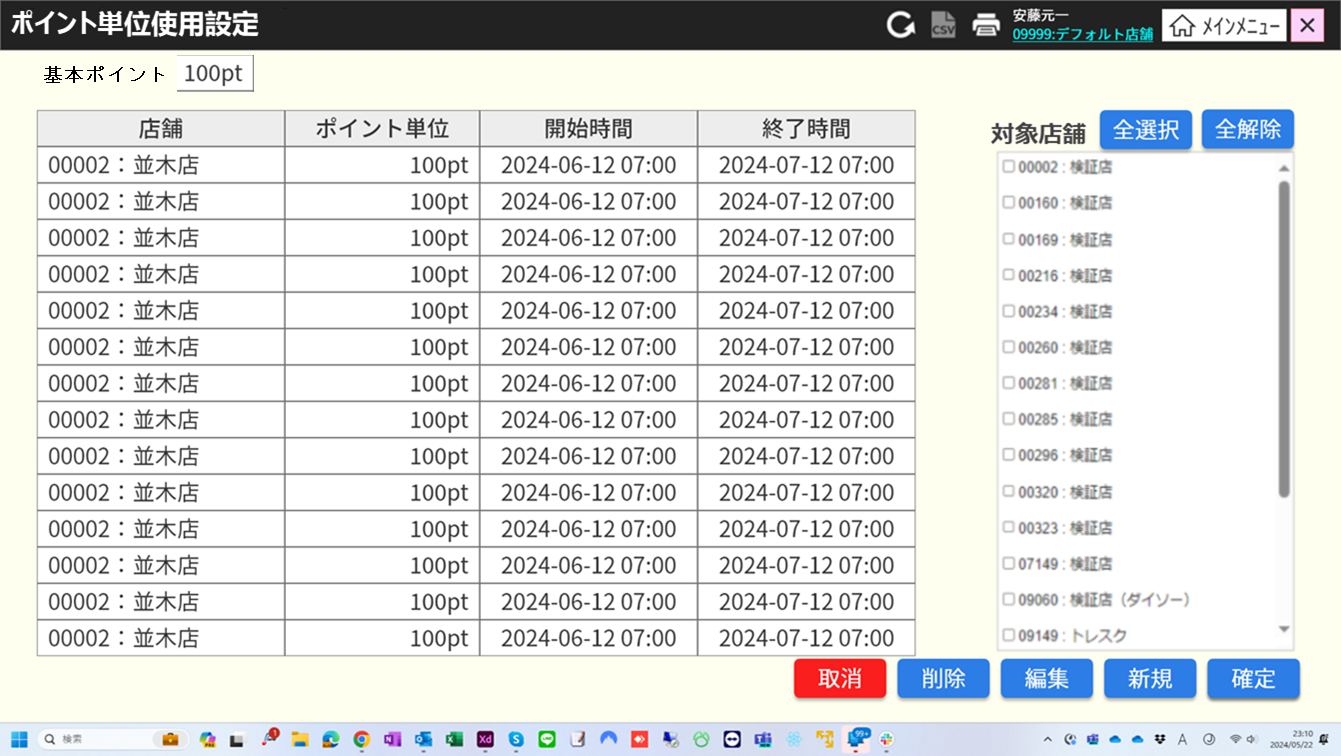 ポイント単位使用設定
CSV
安藤元一
09999:デフォルト店舗
メインメニュー
基本ポイント 100pt
店舗 ポイント単位 開始時間 終了時間
00002：並木店 100pt 2024-06-12 07:00 2024-07-12 07:00
00002：並木店 100pt 2024-06-12 07:00 2024-07-12 07:00
00002：並木店 100pt 2024-06-12 07:00 2024-07-12 07:00
00002：並木店 100pt 2024-06-12 07:00 2024-07-12 07:00
00002：並木店 100pt 2024-06-12 07:00 2024-07-12 07:00
00002：並木店 100pt 2024-06-12 07:00 2024-07-12 07:00
00002：並木店 100pt 2024-06-12 07:00 2024-07-12 07:00
00002：並木店 100pt 2024-06-12 07:00 2024-07-12 07:00
00002：並木店 100pt 2024-06-12 07:00 2024-07-12 07:00
00002：並木店 100pt 2024-06-12 07:00 2024-07-12 07:00
00002：並木店 100pt 2024-06-12 07:00 2024-07-12 07:00
00002：並木店 100pt 2024-06-12 07:00 2024-07-12 07:00
00002：並木店 100pt 2024-06-12 07:00 2024-07-12 07:00
00002：並木店 100pt 2024-06-12 07:00 2024-07-12 07:00
対象店舗 全選択 全解除
00002 : 検証店
00160 : 検証店
00169 : 検証店
00216 : 検証店
00234 : 検証店
00260 : 検証店
00281 : 検証店
00285 : 検証店
00296 : 検証店
00320 : 検証店
00323 : 検証店
07149 : 検証店
09060 : 検証店（ダイソー）
09149 : トレスク
取消 削除 編集 新規 確定
検索
Xd
99+
A
23:10
2024/05/22